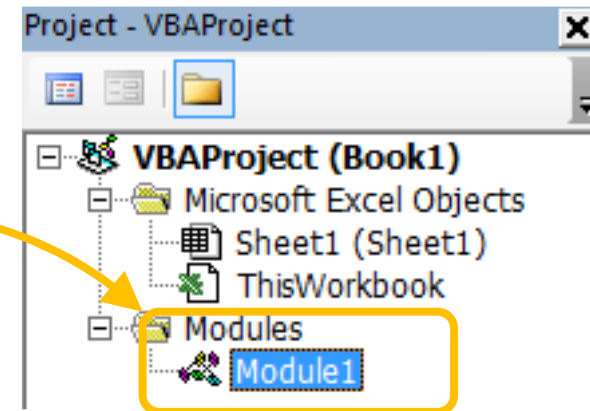 Project - VBAProject
VBAProject (Book1)
Microsoft Excel Objects
Sheet1 (Sheet1)
ThisWorkbook
Modules
Module1